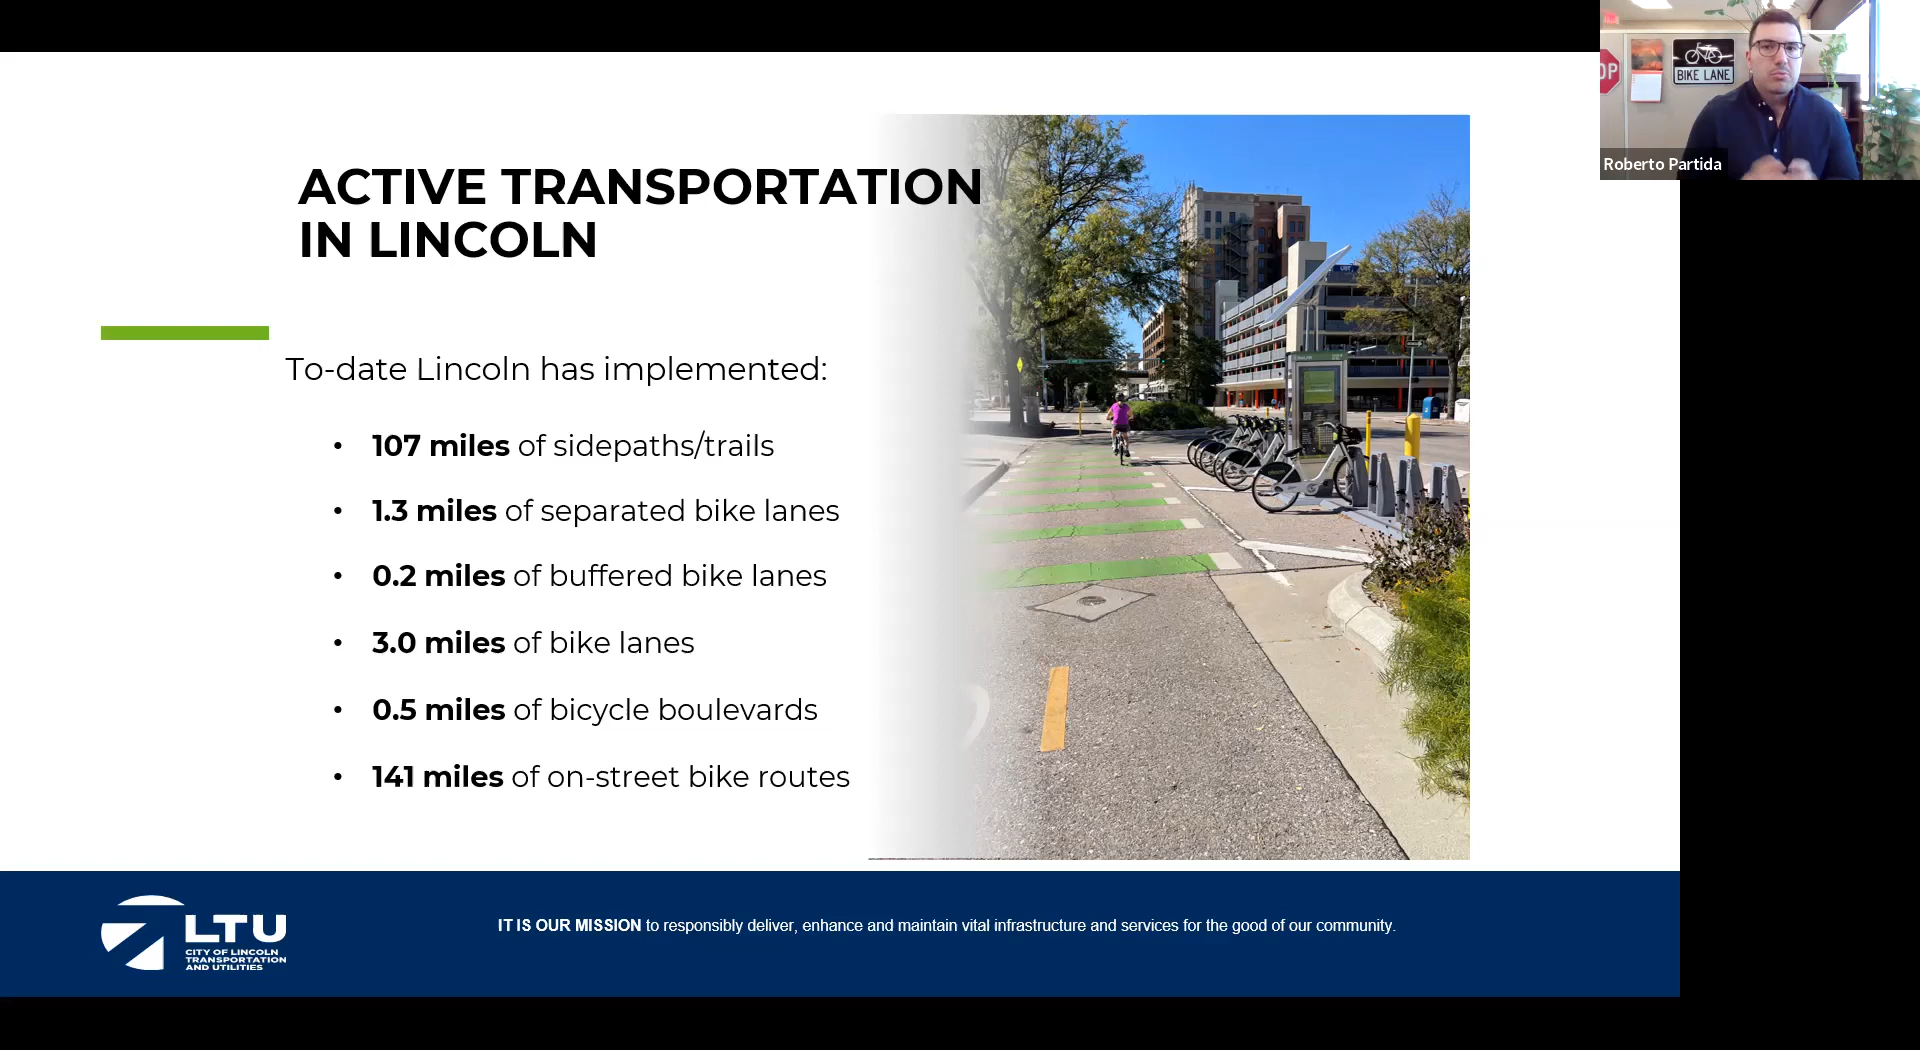 ACTIVE TRANSPORTATION
IN LINCOLN
To-date Lincoln has implemented:
• 107 miles of sidepaths/trails
• 1.3 miles of separated bike lanes
• 0.2 miles of buffered bike lanes
• 3.0 miles of bike lanes
• 0.5 miles of bicycle boulevards
• 141 miles of on-street bike routes
LTU
CITY OF LINCOLN
TRANSPORTATION
AND UTILITIES
IT IS OUR MISSION to responsibly deliver, enhance and maintain vital infrastructure and services for the good of our community.
OP
BIKE LANE
Roberto Partida